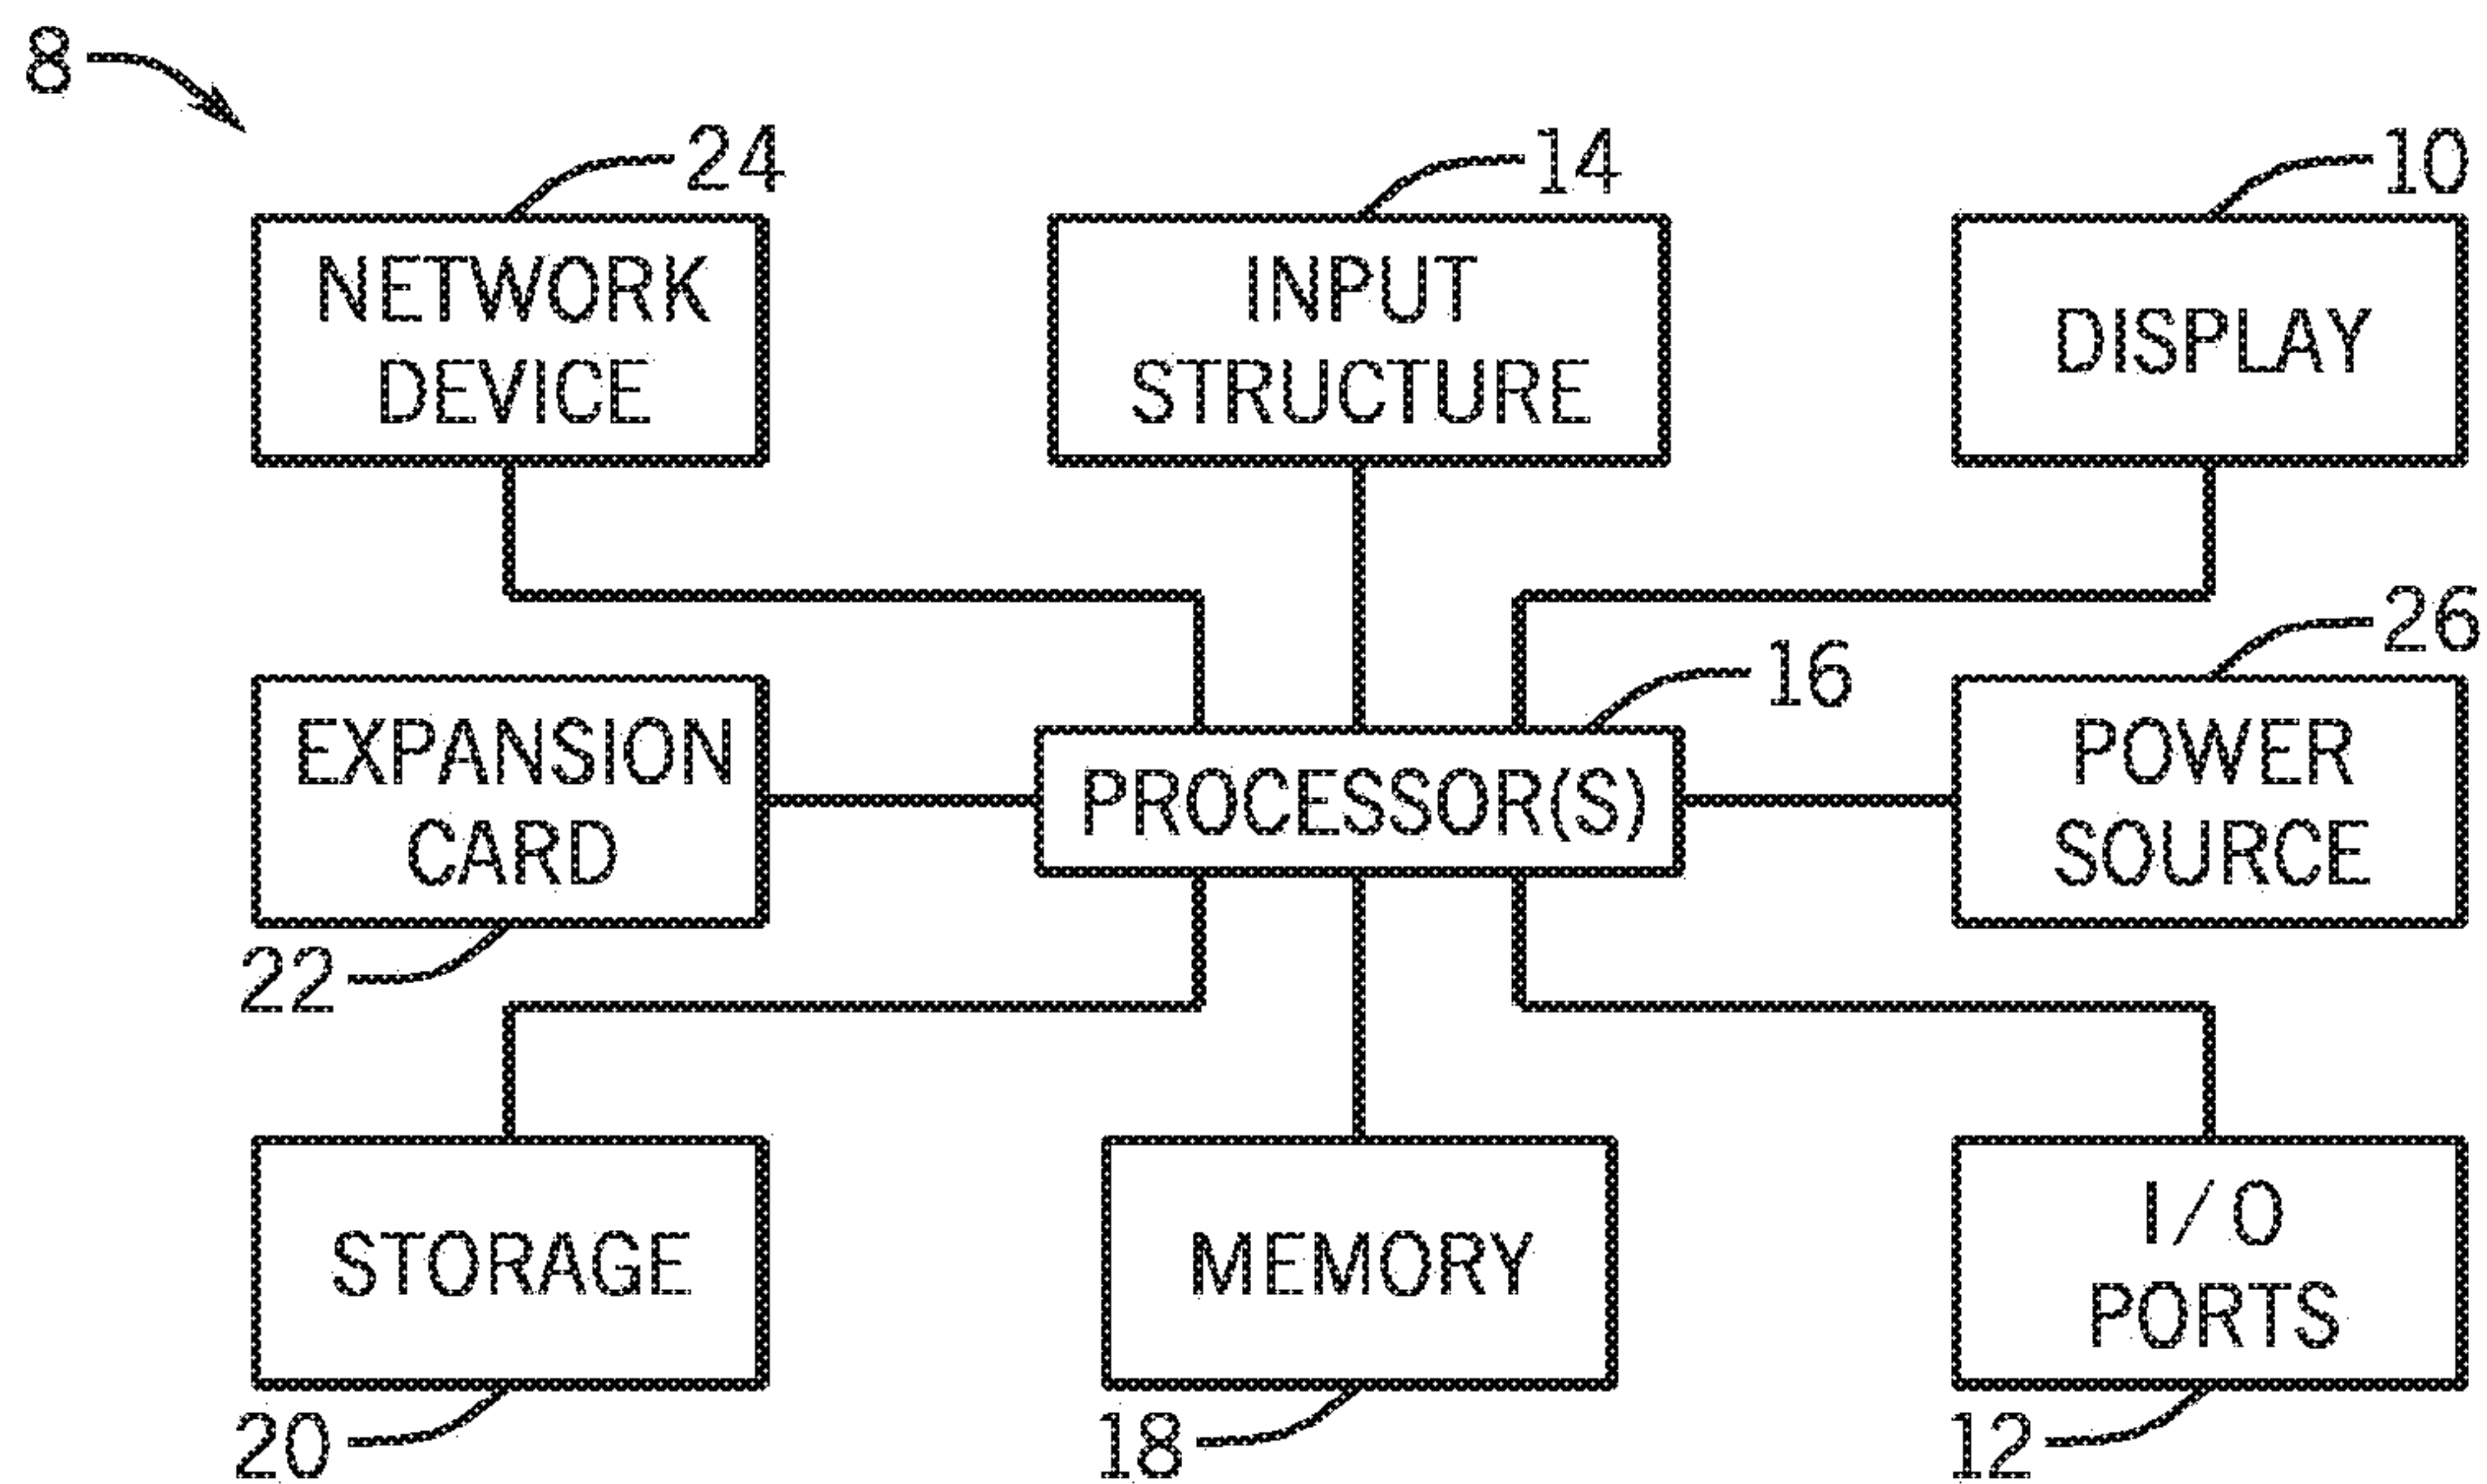 8
24
14
10
NETWORK
DEVICE
INPUT
STRUCTURE
DISPLAY
26
16
EXPANSION
CARD
PROCESSOR(S)
POWER
SOURCE
22
STORAGE
MEMORY
I/O
PORTS
20
18
12